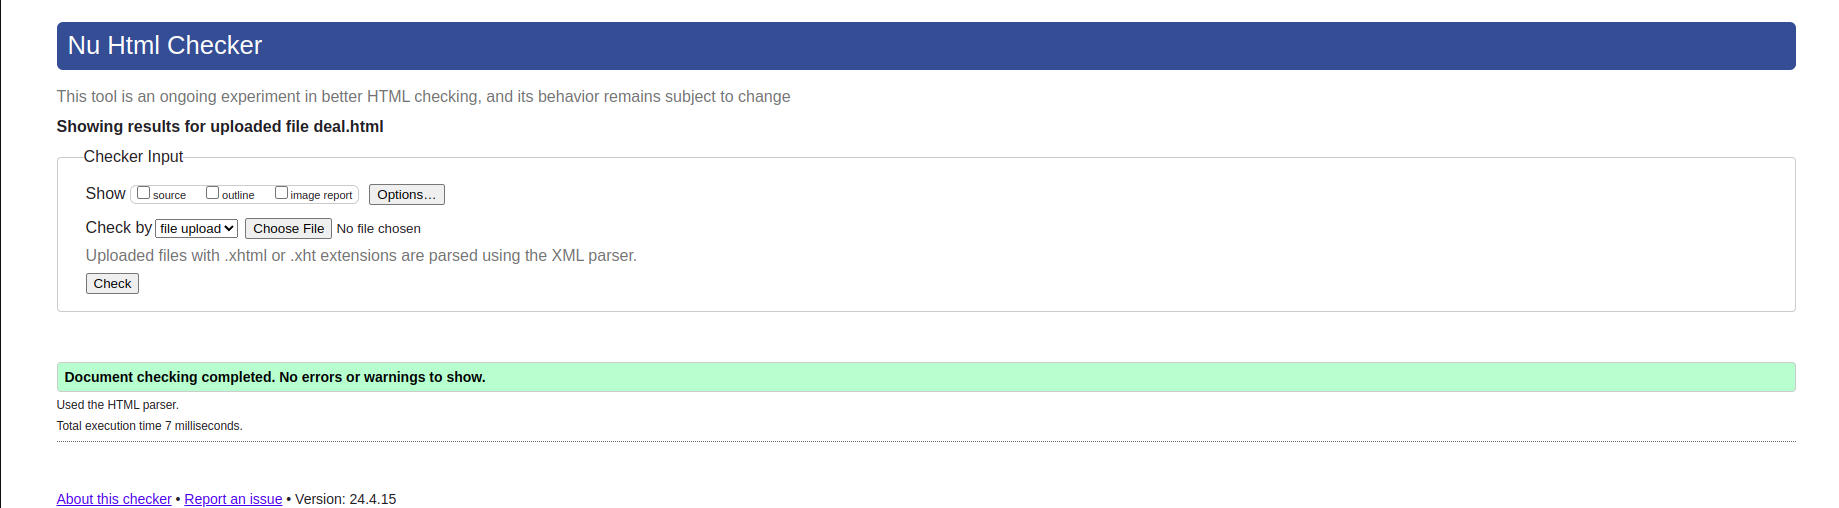 Nu Html Checker
This tool is an ongoing experiment in better HTML checking, and its behavior remains subject to change
Showing results for uploaded file deal.html
Checker Input
Show source outline image report Options...
Check by file upload Choose File No file chosen
Uploaded files with .xhtml or .xht extensions are parsed using the XML parser.
Check
Document checking completed. No errors or warnings to show.
Used the HTML parser.
Total execution time 7 milliseconds.
About this checker • Report an issue • Version: 24.4.15